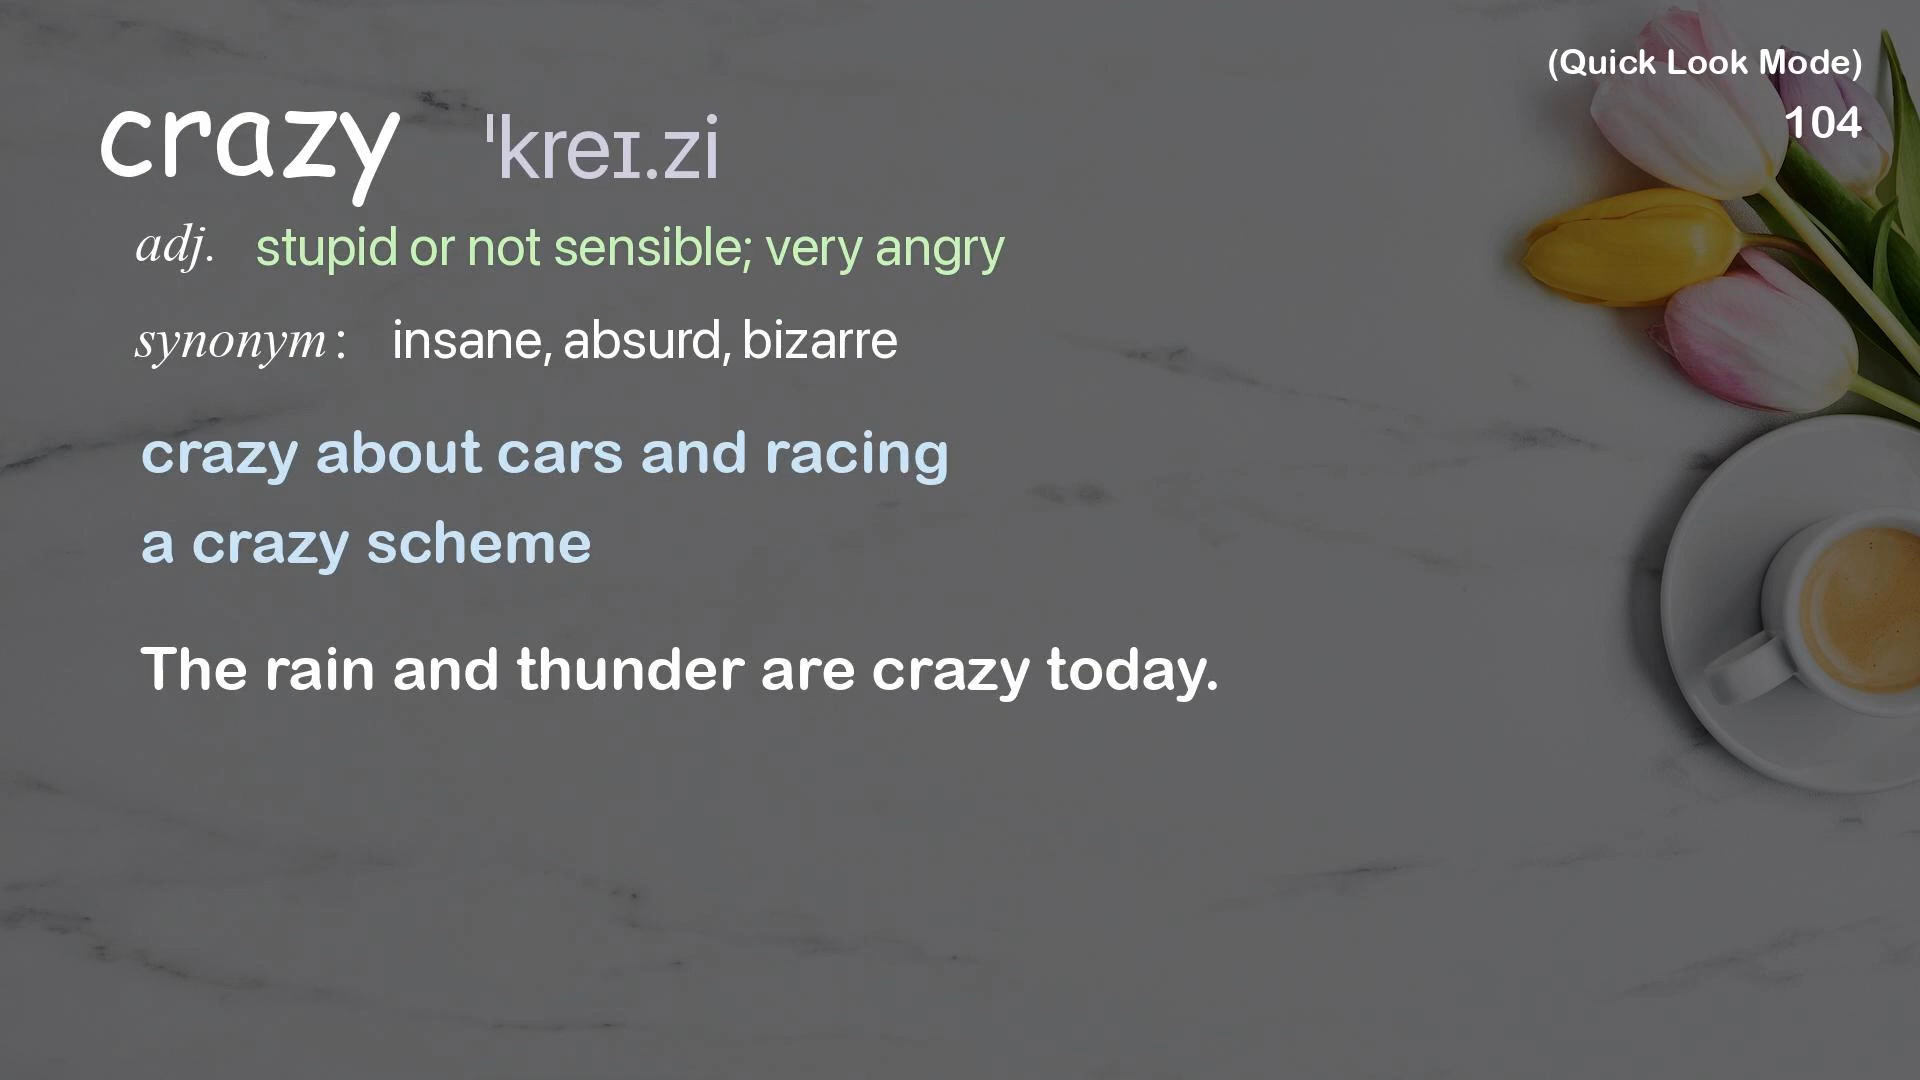 (Quick Look Mode)
104
crazy ˈkreɪ.zi
adj. stupid or not sensible; very angry
synonym: insane, absurd, bizarre
crazy about cars and racing
a crazy scheme
The rain and thunder are crazy today.